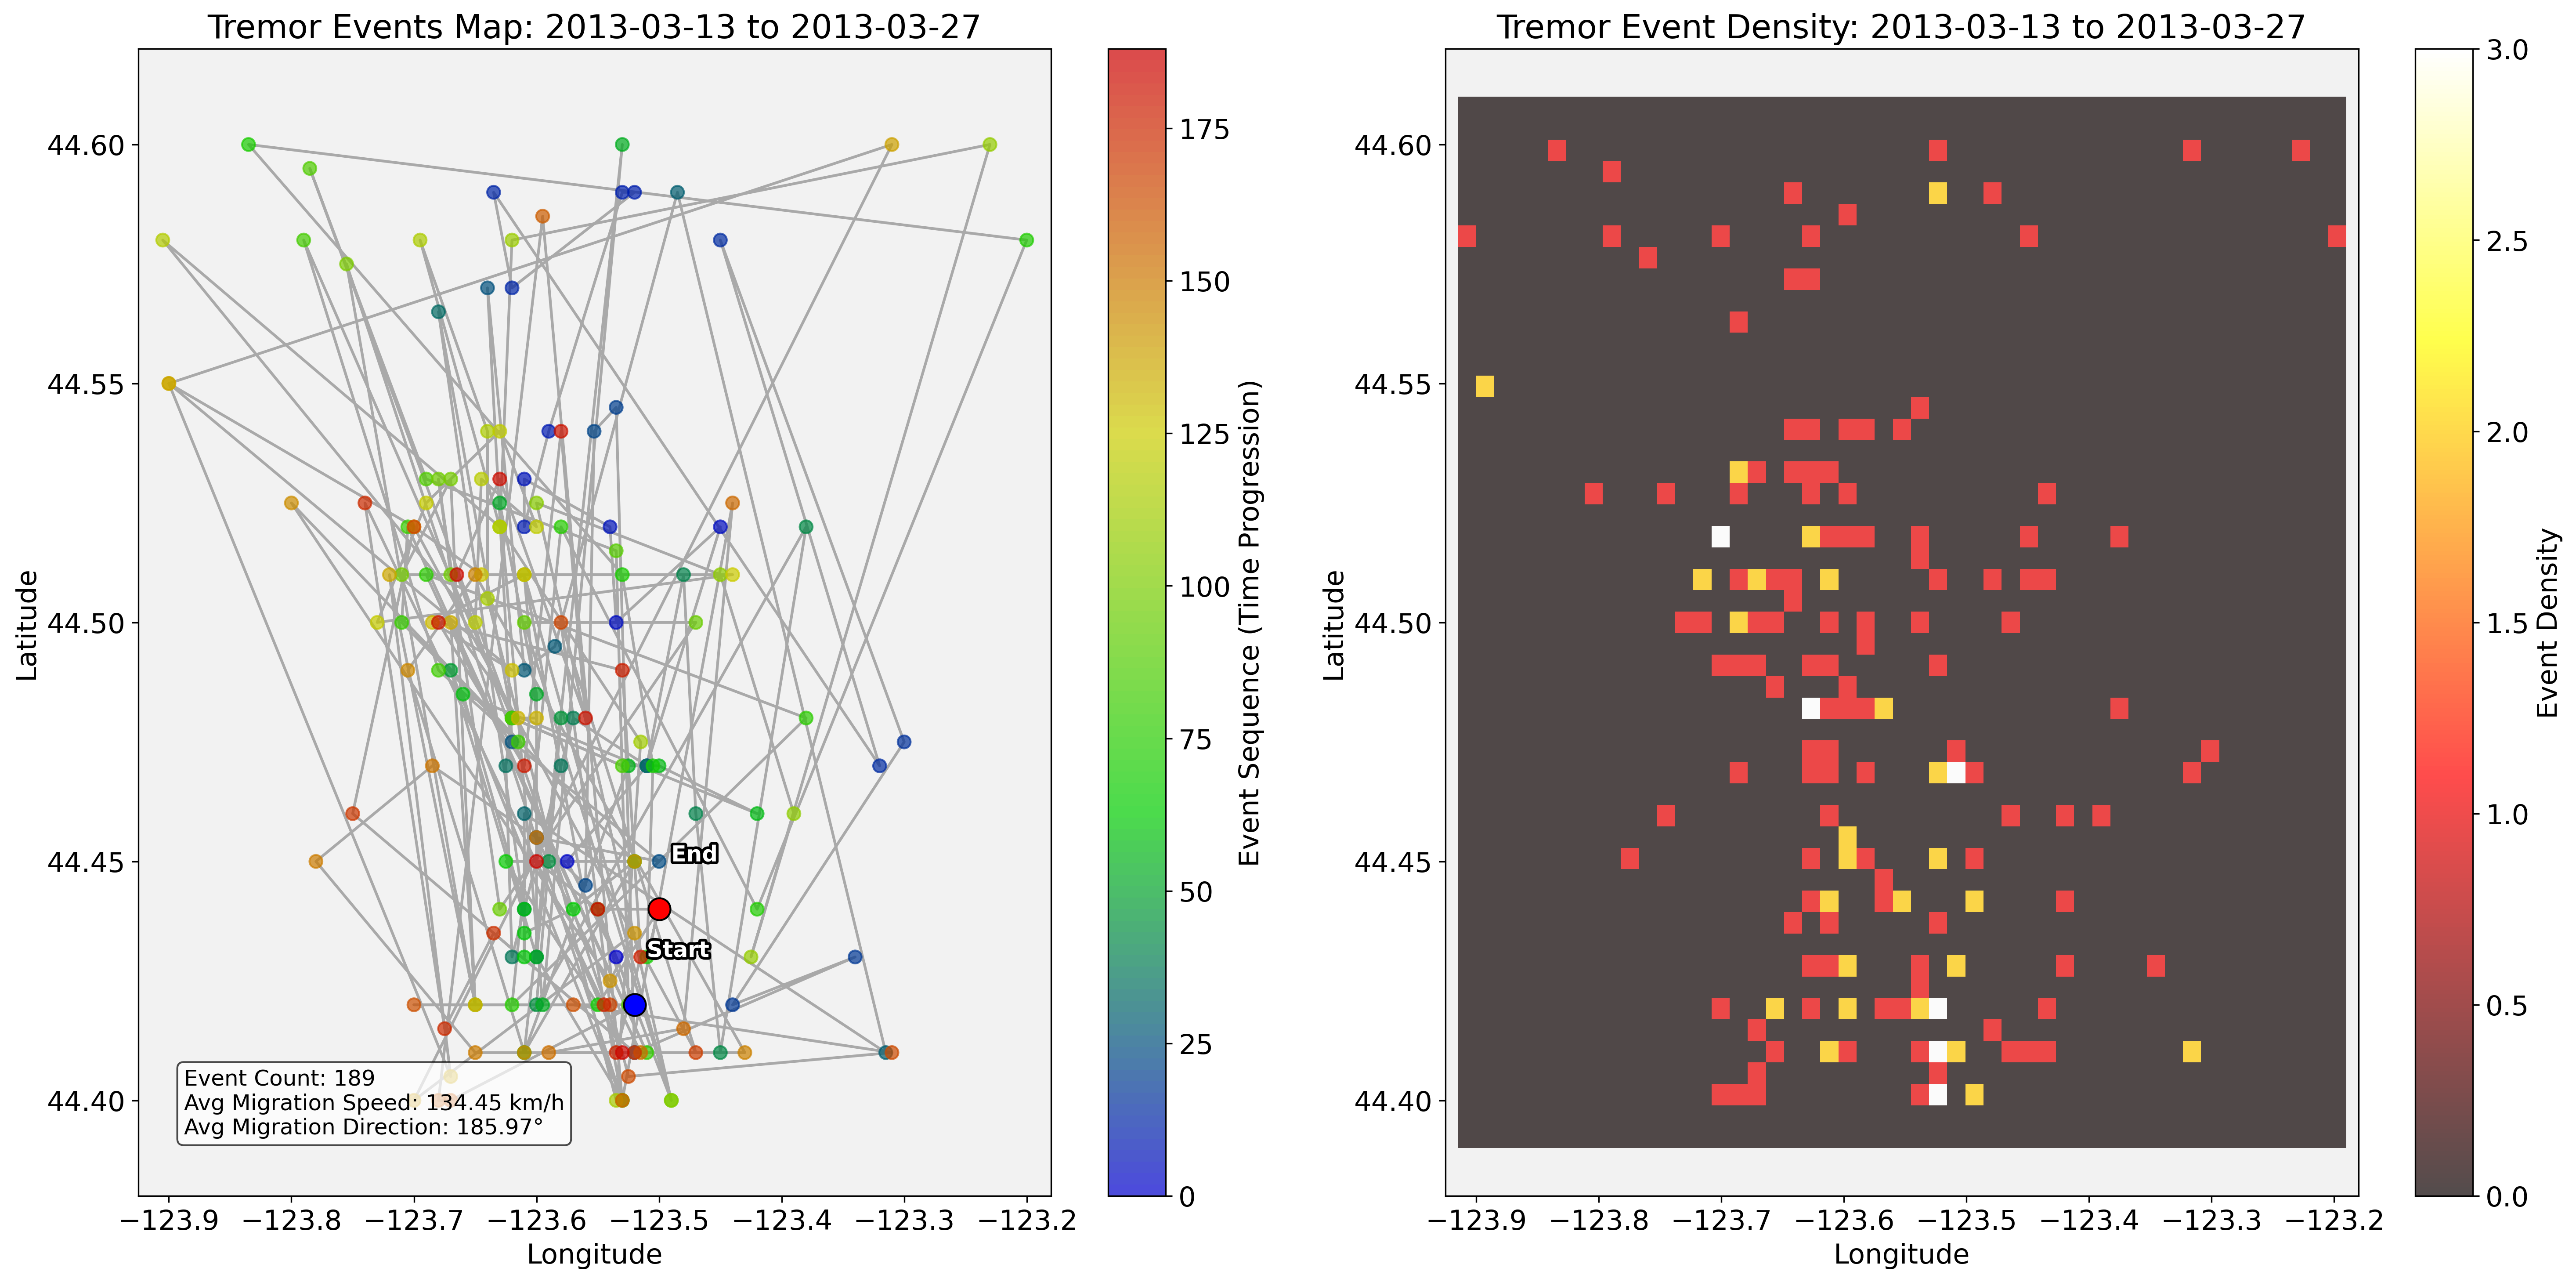 Tremor Events Map: 2013-03-13 to 2013-03-27
44.60
44.55
44.50
44.45
44.40
Latitude
−123.9 −123.8 −123.7 −123.6 −123.5 −123.4 −123.3 −123.2
Longitude
End
Start
Event Count: 189
Avg Migration Speed: 134.45 km/h
Avg Migration Direction: 185.97°
175
150
125
100
75
50
25
0
Event Sequence (Time Progression)
Tremor Event Density: 2013-03-13 to 2013-03-27
44.60
44.55
44.50
44.45
44.40
Latitude
−123.9 −123.8 −123.7 −123.6 −123.5 −123.4 −123.3 −123.2
Longitude
3.0
2.5
2.0
1.5
1.0
0.5
0.0
Event Density